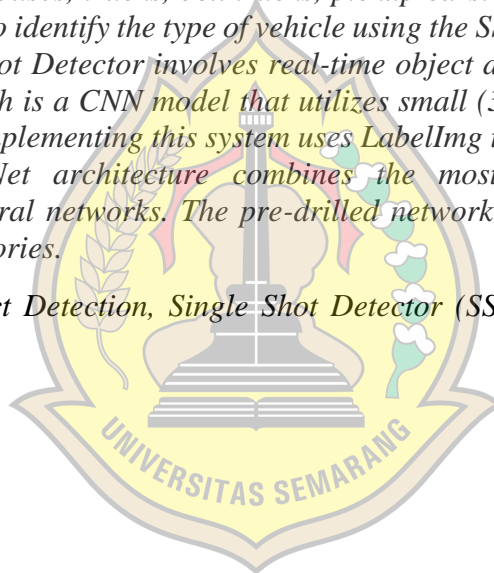 to identify the type of vehicle using the S
ot Detector involves real-time object d
h is a CNN model that utilizes small (3
plementing this system uses LabelImg
Net architecture combines the most
ral networks. The pre-drilled network
ories.
ct Detection, Single Shot Detector (SS
UNIVERSITAS SEMARANG